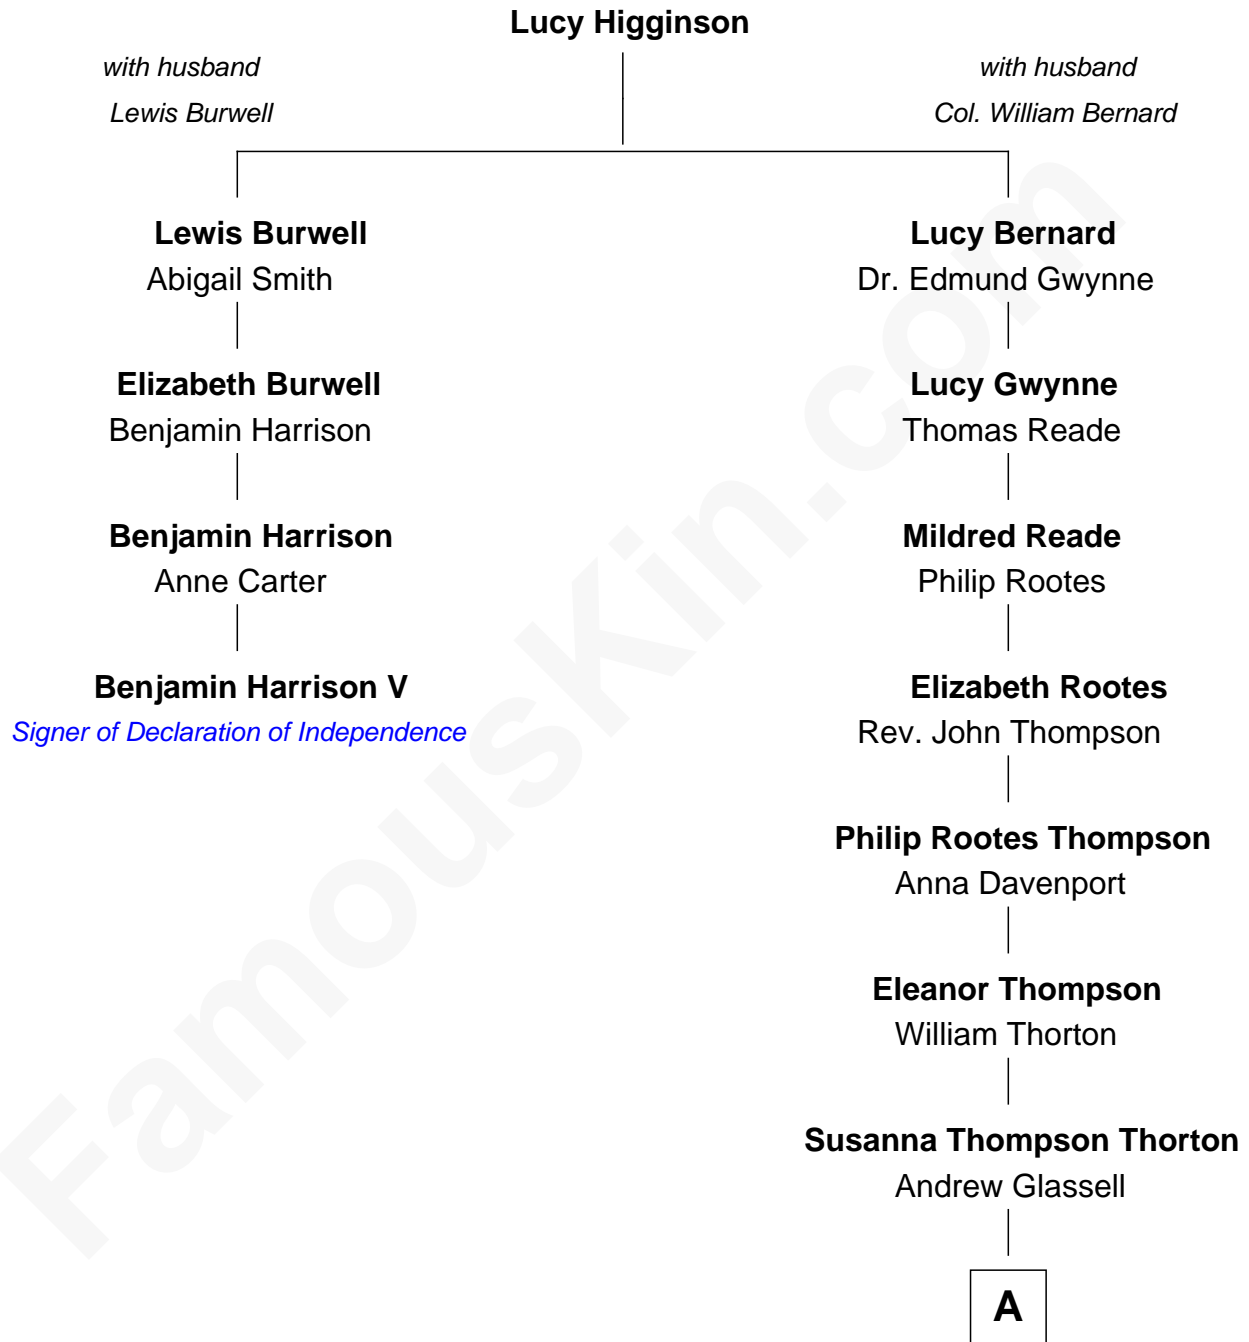 Lucy Higginson
with husband
Lewis Burwell
with husband
Col. William Bernard
Lewis Burwell
Abigail Smith
Lucy Bernard
Dr. Edmund Gwynne
Elizabeth Burwell
Benjamin Harrison
Lucy Gwynne
Thomas Reade
Benjamin Harrison
Anne Carter
Mildred Reade
Philip Rootes
Benjamin Harrison V
Signer of Declaration of Independence
Elizabeth Rootes
Rev. John Thompson
Philip Rootes Thompson
Anna Davenport
Eleanor Thompson
William Thorton
Susanna Thompson Thorton
Andrew Glassell
A
FamousKin.com